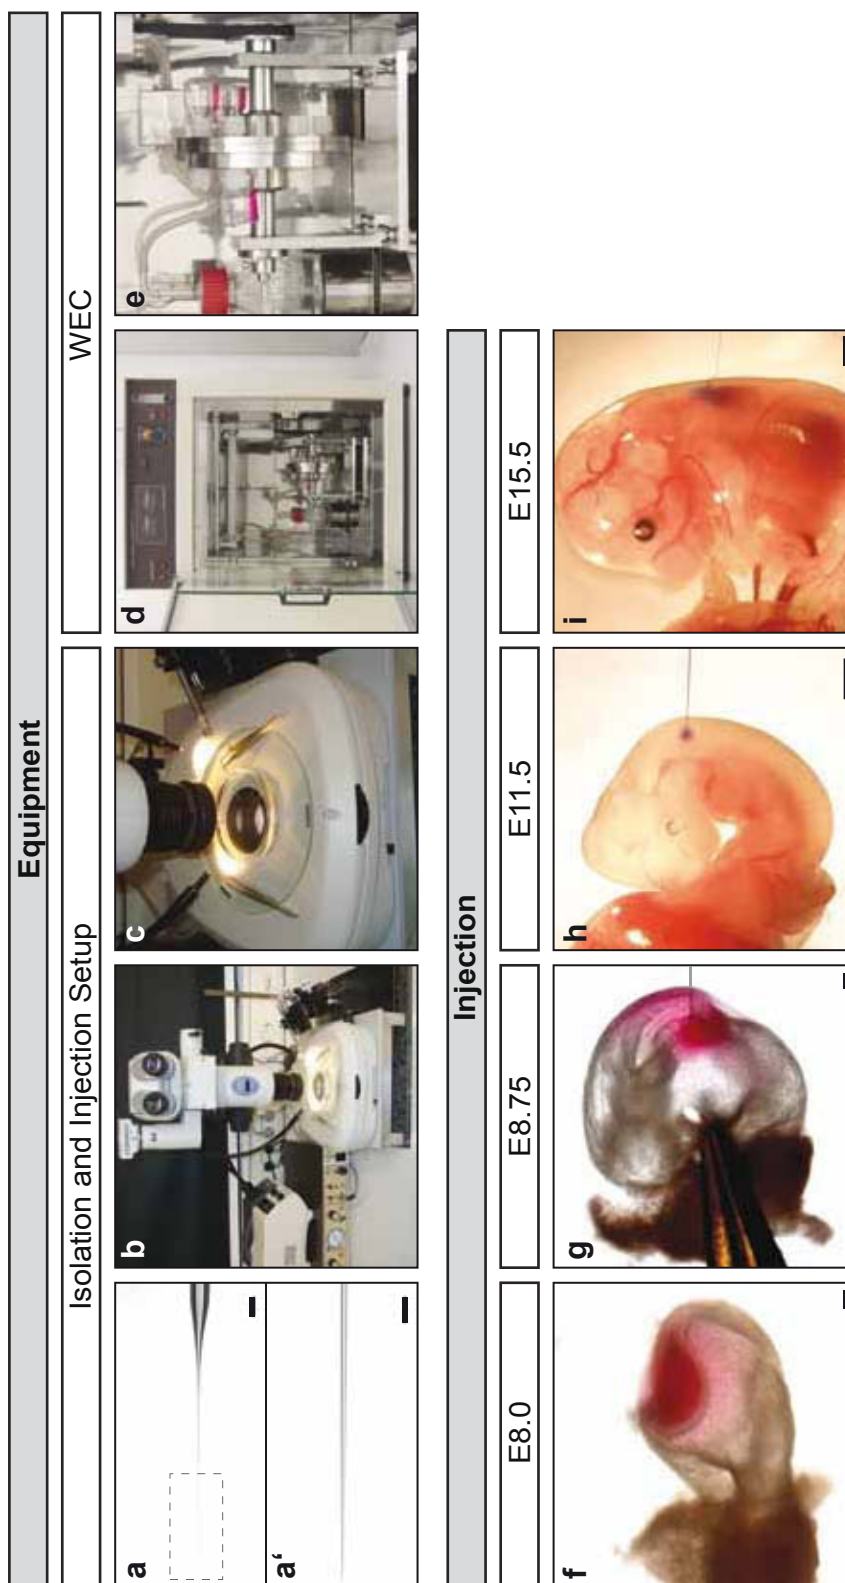 Equipment
Isolation and Injection Setup
WEC
a
a'
b
c
d
e
Injection
E8.0
E8.75
E11.5
E15.5
f
g
h
i